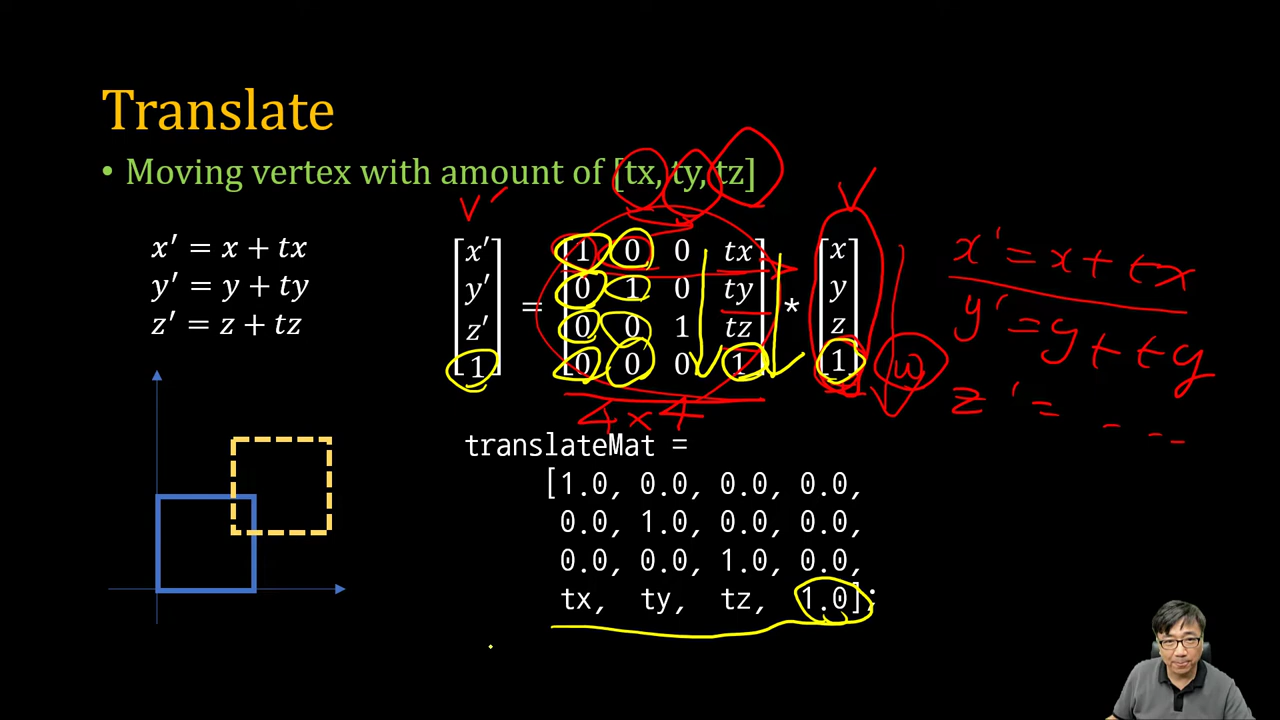 Translate
• Moving vertex with amount of [tx, ty, tz]
x′ = x + tx
y′ = y + ty
z′ = z + tz
V′
V
[x′] = [1 0 0 tx] * [x]
[y′] [0 1 0 ty] [y]
[z′] [0 0 1 tz] [z]
[1] [0 0 0 1] [1]
w
4x4
x′ = x + tx
y′ = y + ty
z′ = ---
translateMat =
[1.0, 0.0, 0.0, 0.0,
0.0, 1.0, 0.0, 0.0,
0.0, 0.0, 1.0, 0.0,
tx, ty, tz, 1.0];